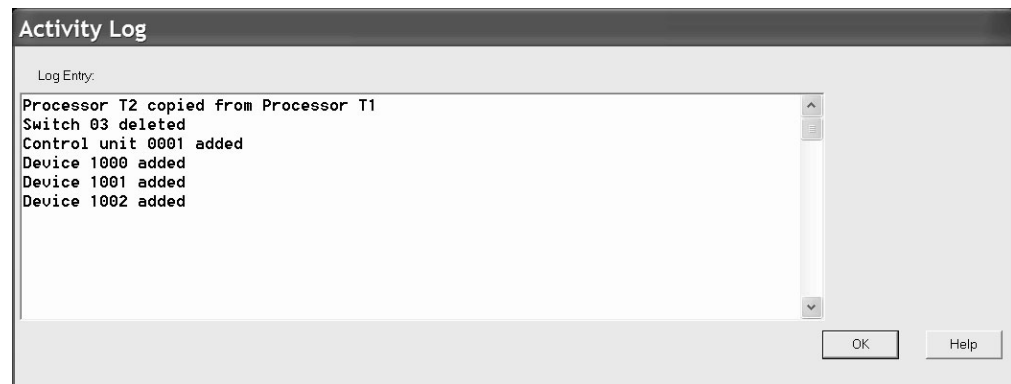 Activity Log
Log Entry:
Processor T2 copied from Processor T1
Switch 03 deleted
Control unit 0001 added
Device 1000 added
Device 1001 added
Device 1002 added
OK Help